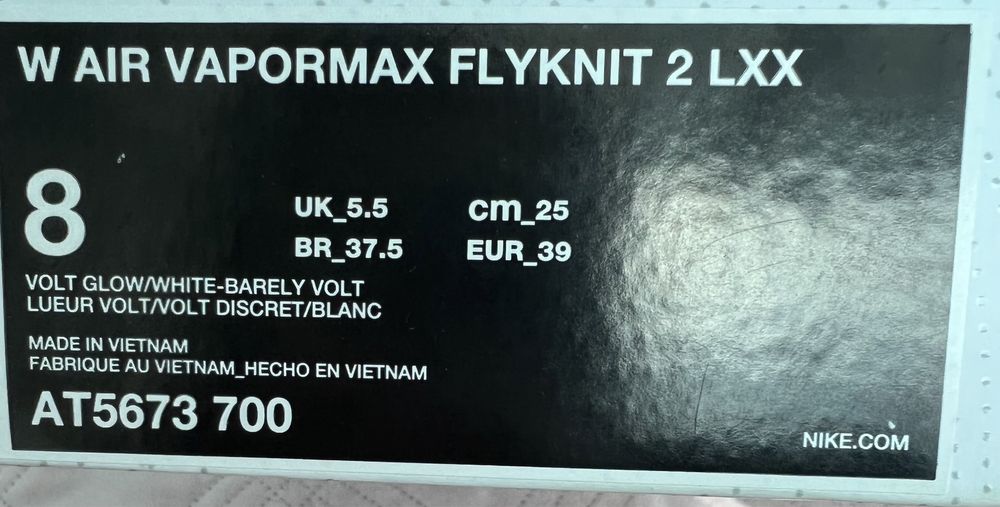 W AIR VAPORMAX FLYKNIT 2 LXX
8
UK_5.5 cm_25
BR_37.5 EUR_39
VOLT GLOW/WHITE-BARELY VOLT
LUEUR VOLT/VOLT DISCRET/BLANC
MADE IN VIETNAM
FABRIQUE AU VIETNAM_HECHO EN VIETNAM
AT5673 700
NIKE.COM